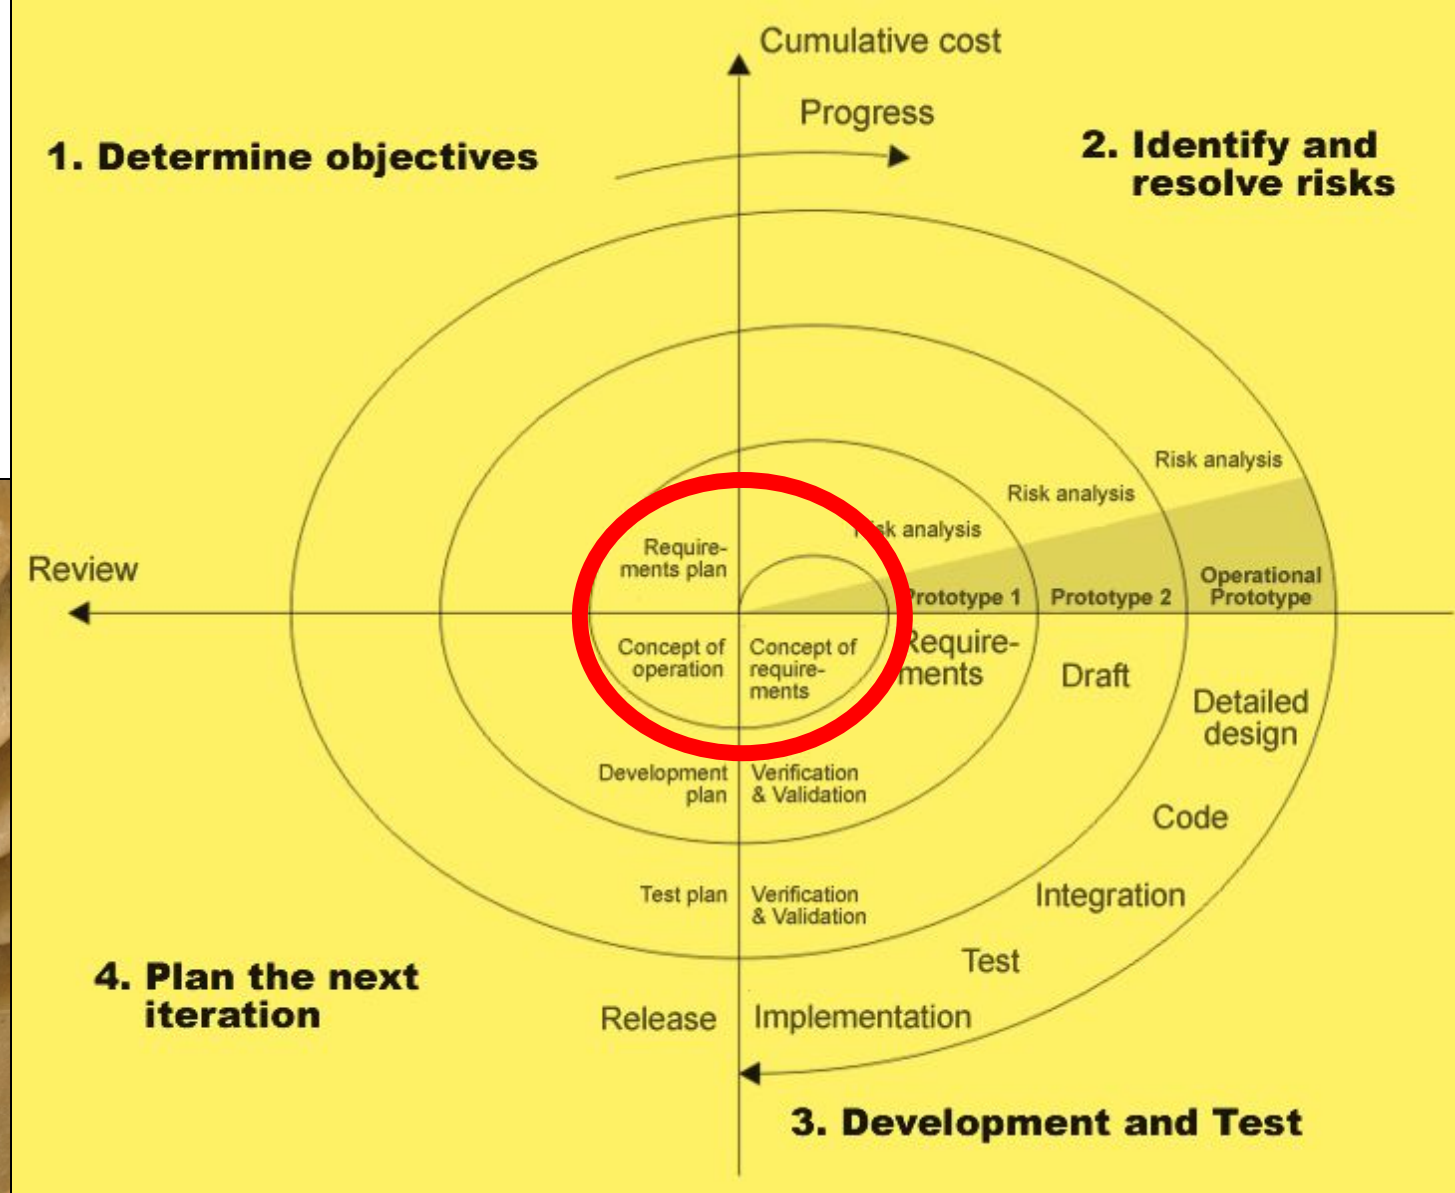 Cumulative cost
Progress
1. Determine objectives
2. Identify and
resolve risks
Risk analysis
Risk analysis
Risk analysis
Require-
ments plan
Review
Prototype 1
Prototype 2
Operational
Prototype
Concept of
operation
Concept of
require-
ments
Require-
ments
Draft
Detailed
design
Development
plan
Verification
& Validation
Code
Test plan
Verification
& Validation
Integration
Test
4. Plan the next
iteration
Release
Implementation
3. Development and Test